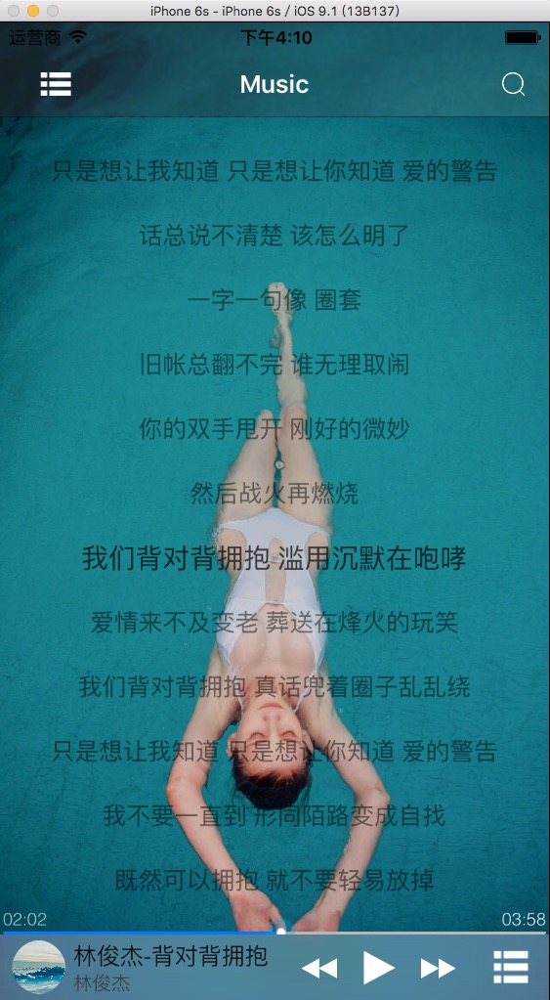 iPhone 6s - iPhone 6s / iOS 9.1 (13B137)
运营商 下午4:10
Music
只是想让我知道 只是想让你知道 爱的警告
话总说不清楚 该怎么明了
一字一句像 圈套
旧帐总翻不完 谁无理取闹
你的双手甩开 刚好的微妙
然后战火再燃烧
我们背对背拥抱 滥用沉默在咆哮
爱情来不及变老 葬送在烽火的玩笑
我们背对背拥抱 真话兜着圈子乱乱绕
只是想让我知道 只是想让你知道 爱的警告
我不要一直到 形同陌路变成自找
既然可以拥抱 就不要轻易放掉
02:02 03:58
林俊杰-背对背拥抱
林俊杰